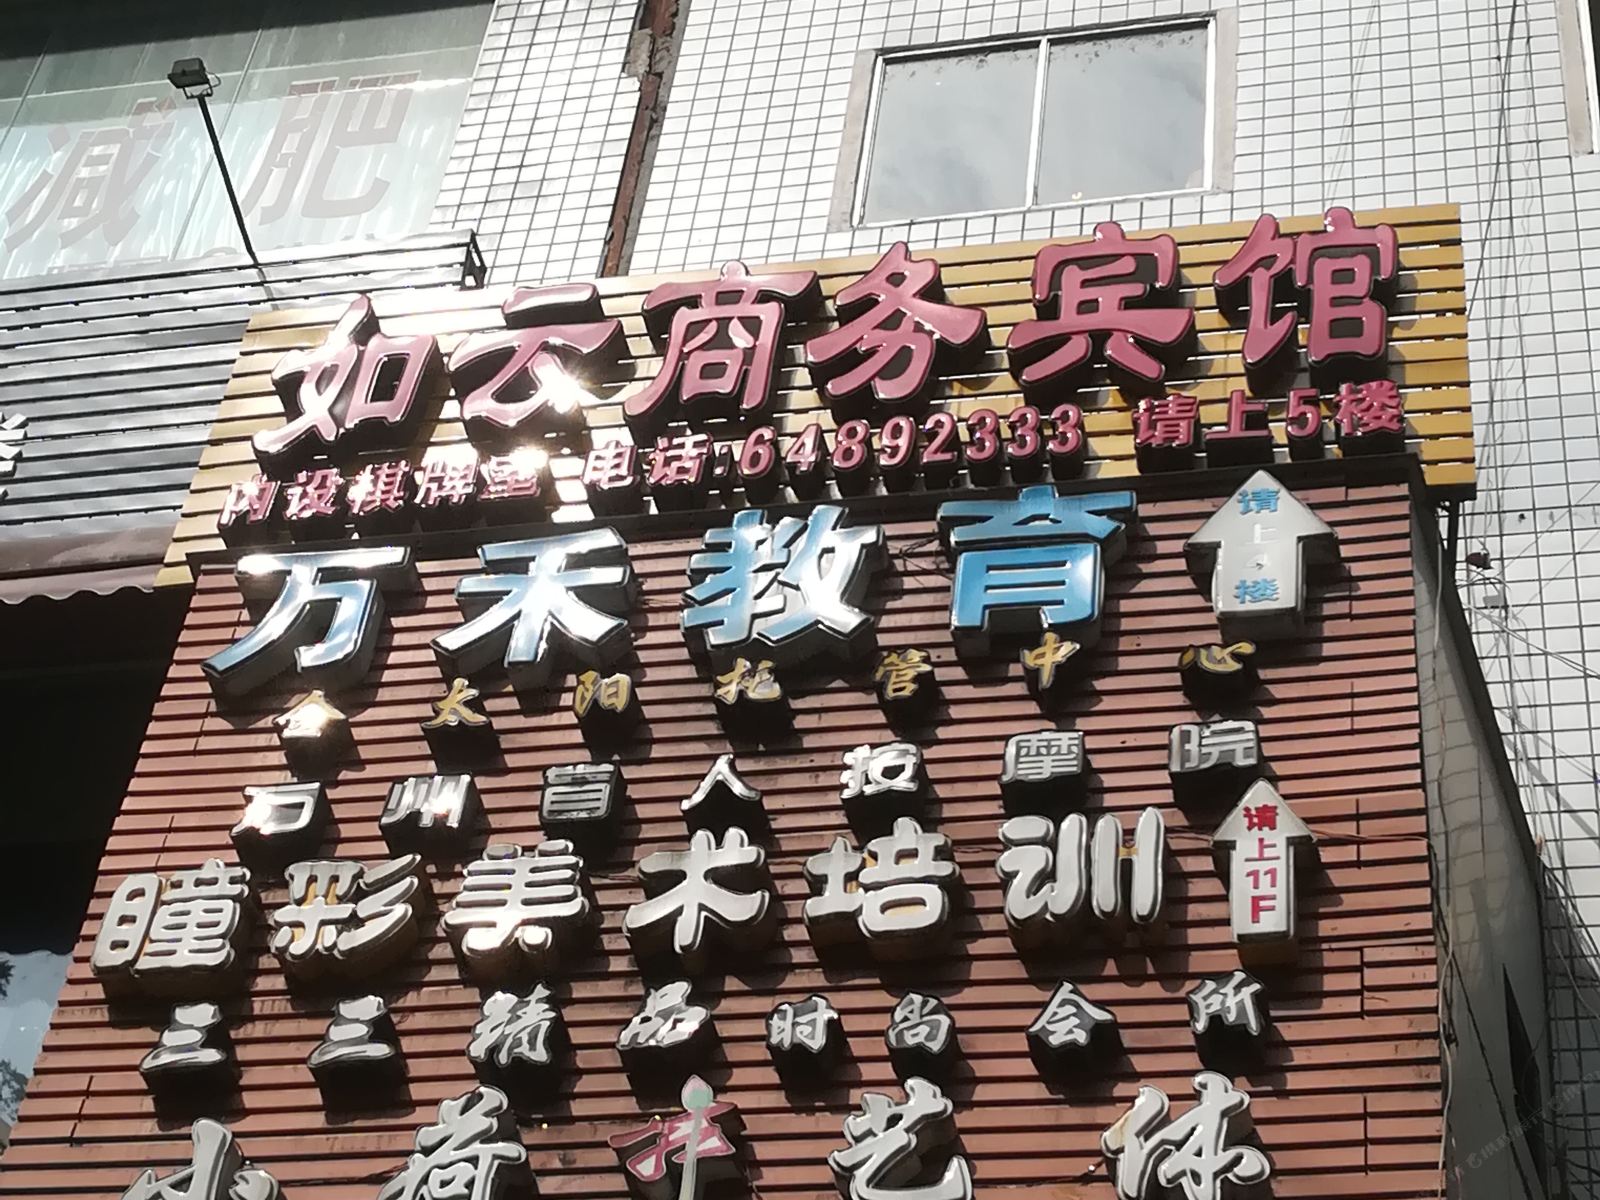 减肥
如云商务宾馆
内设棋牌室 电话:64892333 请上5楼
万禾教育
请上4楼
金太阳托管中心
石州盲人按摩院
瞳彩美术培训
请上11F
三三精品时尚会所
小荷 艺体